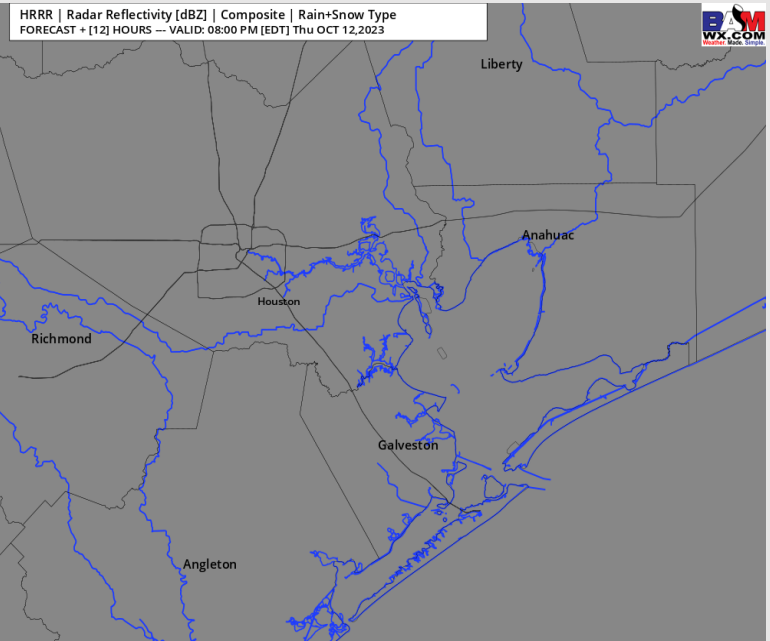 HRRR | Radar Reflectivity [dBZ] | Composite | Rain+Snow Type
FORECAST + [12] HOURS --- VALID: 08:00 PM [EDT] Thu OCT 12,2023
BAM
WX.COM
Weather. Made. Simple.
Liberty
Anahuac
Houston
Richmond
Galveston
Angleton